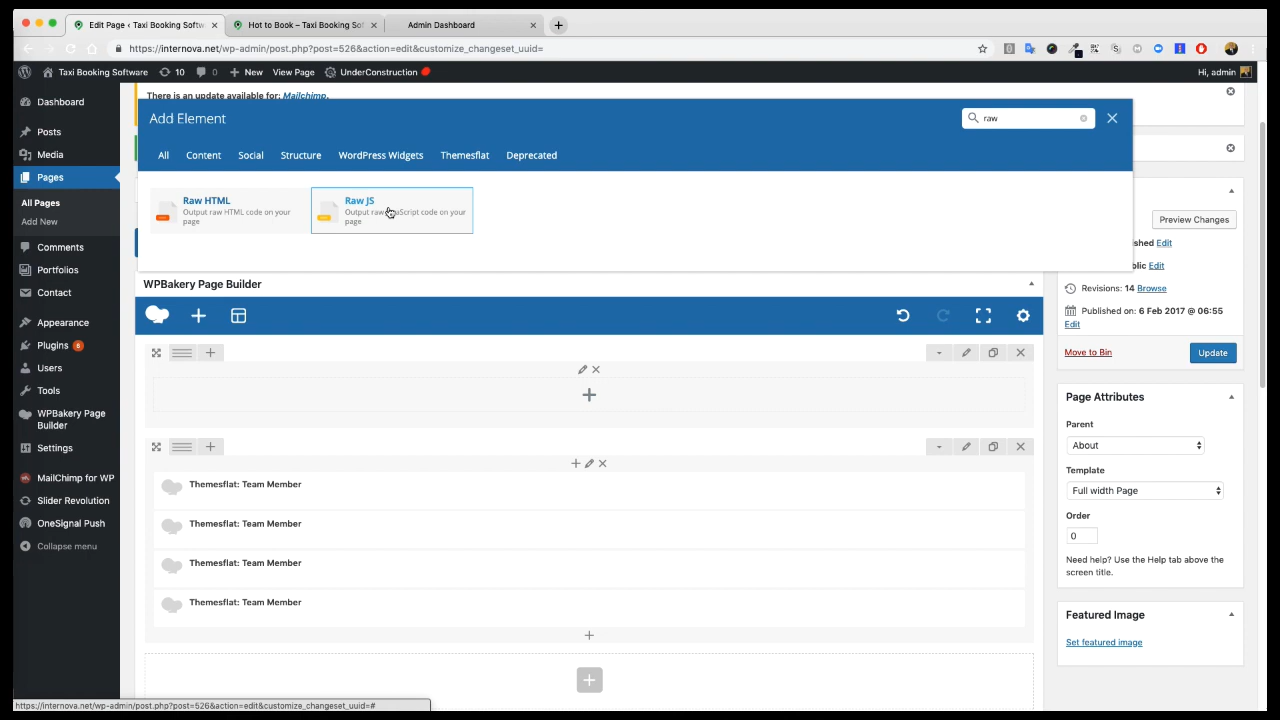 Edit Page ‹ Taxi Booking Softw
Hot to Book – Taxi Booking So
Admin Dashboard
https://internova.net/wp-admin/post.php?post=526&action=edit&customize_changeset_uuid=
Taxi Booking Software
10
New
View Page
UnderConstruction
Hi, admin
Dashboard
Posts
Media
Pages
All Pages
Add New
Comments
Portfolios
Contact
Appearance
Plugins 6
Users
Tools
WPBakery Page
Builder
Settings
MailChimp for WP
Slider Revolution
OneSignal Push
Collapse menu
There is an update available for: Mailchimp.
Add Element
raw
All
Content
Social
Structure
WordPress Widgets
Themesflat
Deprecated
Raw HTML
Output raw HTML code on your
page
Raw JS
Output raw JavaScript code on your
page
WPBakery Page Builder
Themesflat: Team Member
Themesflat: Team Member
Themesflat: Team Member
Themesflat: Team Member
Preview Changes
shed Edit
blic Edit
Revisions: 14 Browse
Published on: 6 Feb 2017 @ 06:55
Edit
Move to Bin
Update
Page Attributes
Parent
About
Template
Full width Page
Order
0
Need help? Use the Help tab above the
screen title.
Featured Image
Set featured image
https://internova.net/wp-admin/post.php?post=526&action=edit&customize_changeset_uuid=#